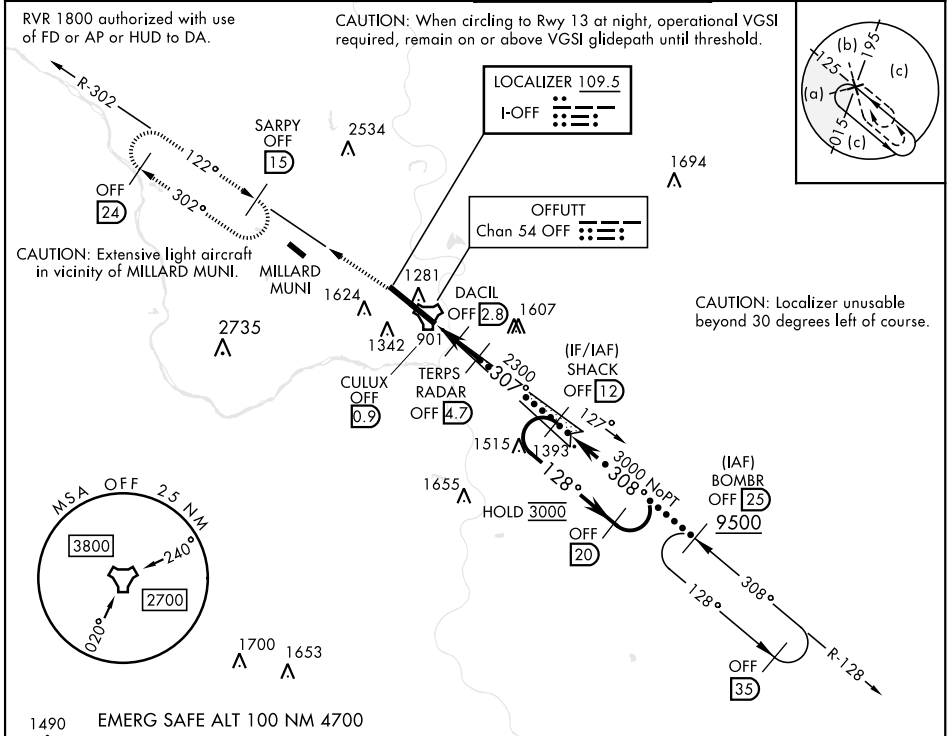 RVR 1800 authorized with use
of FD or AP or HUD to DA.
CAUTION: When circling to Rwy 13 at night, operational VGSI
required, remain on or above VGSI glidepath until threshold.
(b)
195
125
(c)
(a)
015
(c)
LOCALIZER 109.5
I-OFF
R-302
SARPY
OFF
15
2534
122°
302°
OFF
24
1694
OFFUTT
Chan 54 OFF
CAUTION: Extensive light aircraft
in vicinity of MILLARD MUNI.
MILLARD
MUNI
1281
1624
DACIL
OFF 2.8
1607
CAUTION: Localizer unusable
beyond 30 degrees left of course.
2735
1342
901
CULUX
OFF
0.9
TERPS
RADAR
OFF 4.7
2300
307°
(IF/IAF)
SHACK
OFF 12
127°
1515
1393
128°
3000 NoPT
308°
(IAF)
BOMBR
OFF 25
9500
1655
HOLD 3000
OFF
20
MSA OFF 25 NM
3800
240°
2700
020°
128°
308°
R-128
OFF
35
1700
1653
1490
EMERG SAFE ALT 100 NM 4700